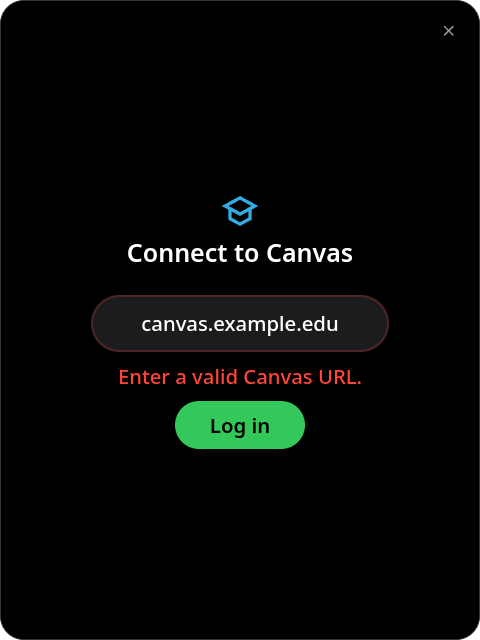 Connect to Canvas
canvas.example.edu
Enter a valid Canvas URL.
Log in